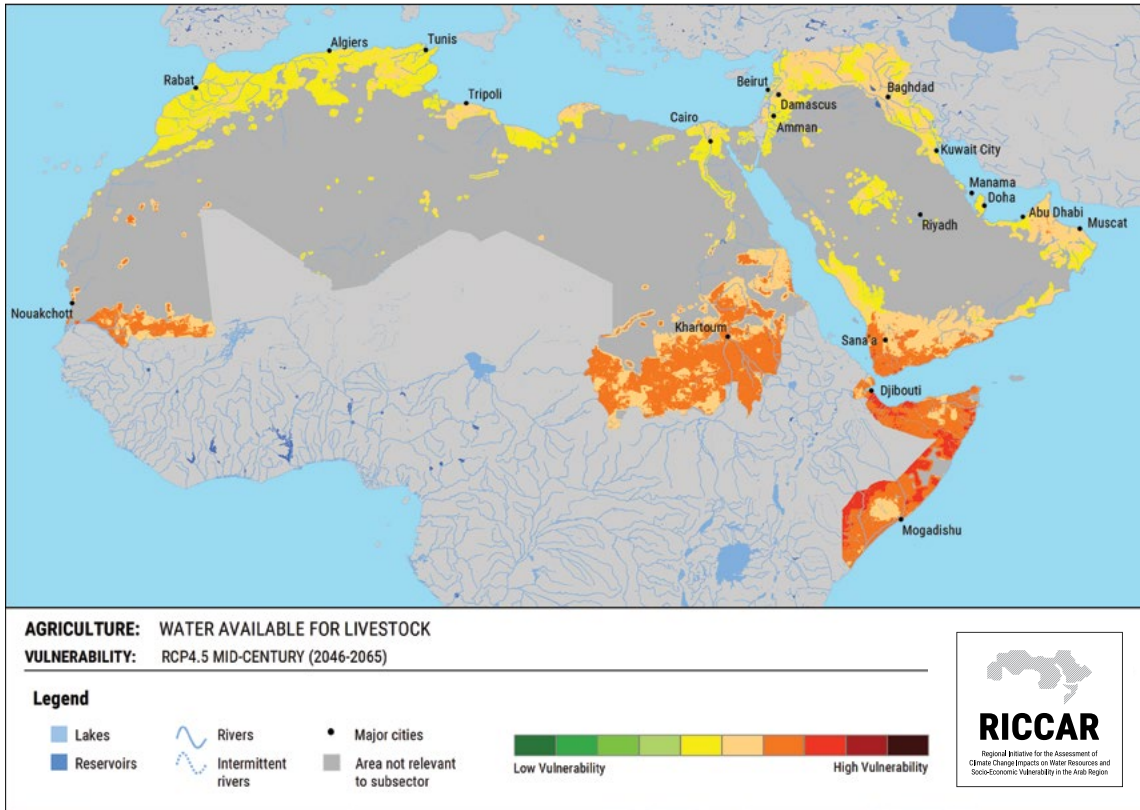 Algiers
Tunis
Rabat
Tripoli
Beirut
Damascus
Baghdad
Cairo
Amman
Kuwait City
Manama
Doha
Abu Dhabi
Muscat
Riyadh
Nouakchott
Khartoum
Sana'a
Djibouti
Mogadishu
AGRICULTURE: WATER AVAILABLE FOR LIVESTOCK
VULNERABILITY: RCP4.5 MID-CENTURY (2046-2065)
Legend
Lakes
Rivers
Major cities
Reservoirs
Intermittent
rivers
Area not relevant
to subsector
Low Vulnerability
High Vulnerability
RICCAR
Regional Initiative for the Assessment of
Climate Change Impacts on Water Resources and
Socio-Economic Vulnerability in the Arab Region